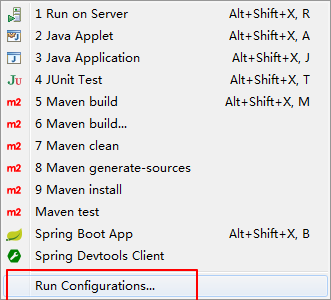 1 Run on Server Alt+Shift+X, R
2 Java Applet Alt+Shift+X, A
3 Java Application Alt+Shift+X, J
4 JUnit Test Alt+Shift+X, T
m2 5 Maven build Alt+Shift+X, M
m2 6 Maven build...
m2 7 Maven clean
m2 8 Maven generate-sources
m2 9 Maven install
m2 Maven test
Spring Boot App Alt+Shift+X, B
Spring Devtools Client
Run Configurations...